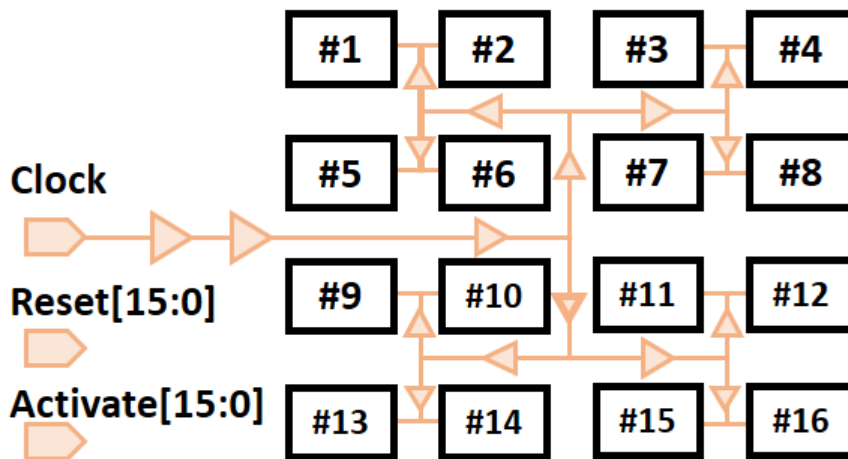 #1 #2 #3 #4
#5 #6 #7 #8
Clock
#9 #10 #11 #12
Reset[15:0]
Activate[15:0]
#13 #14 #15 #16